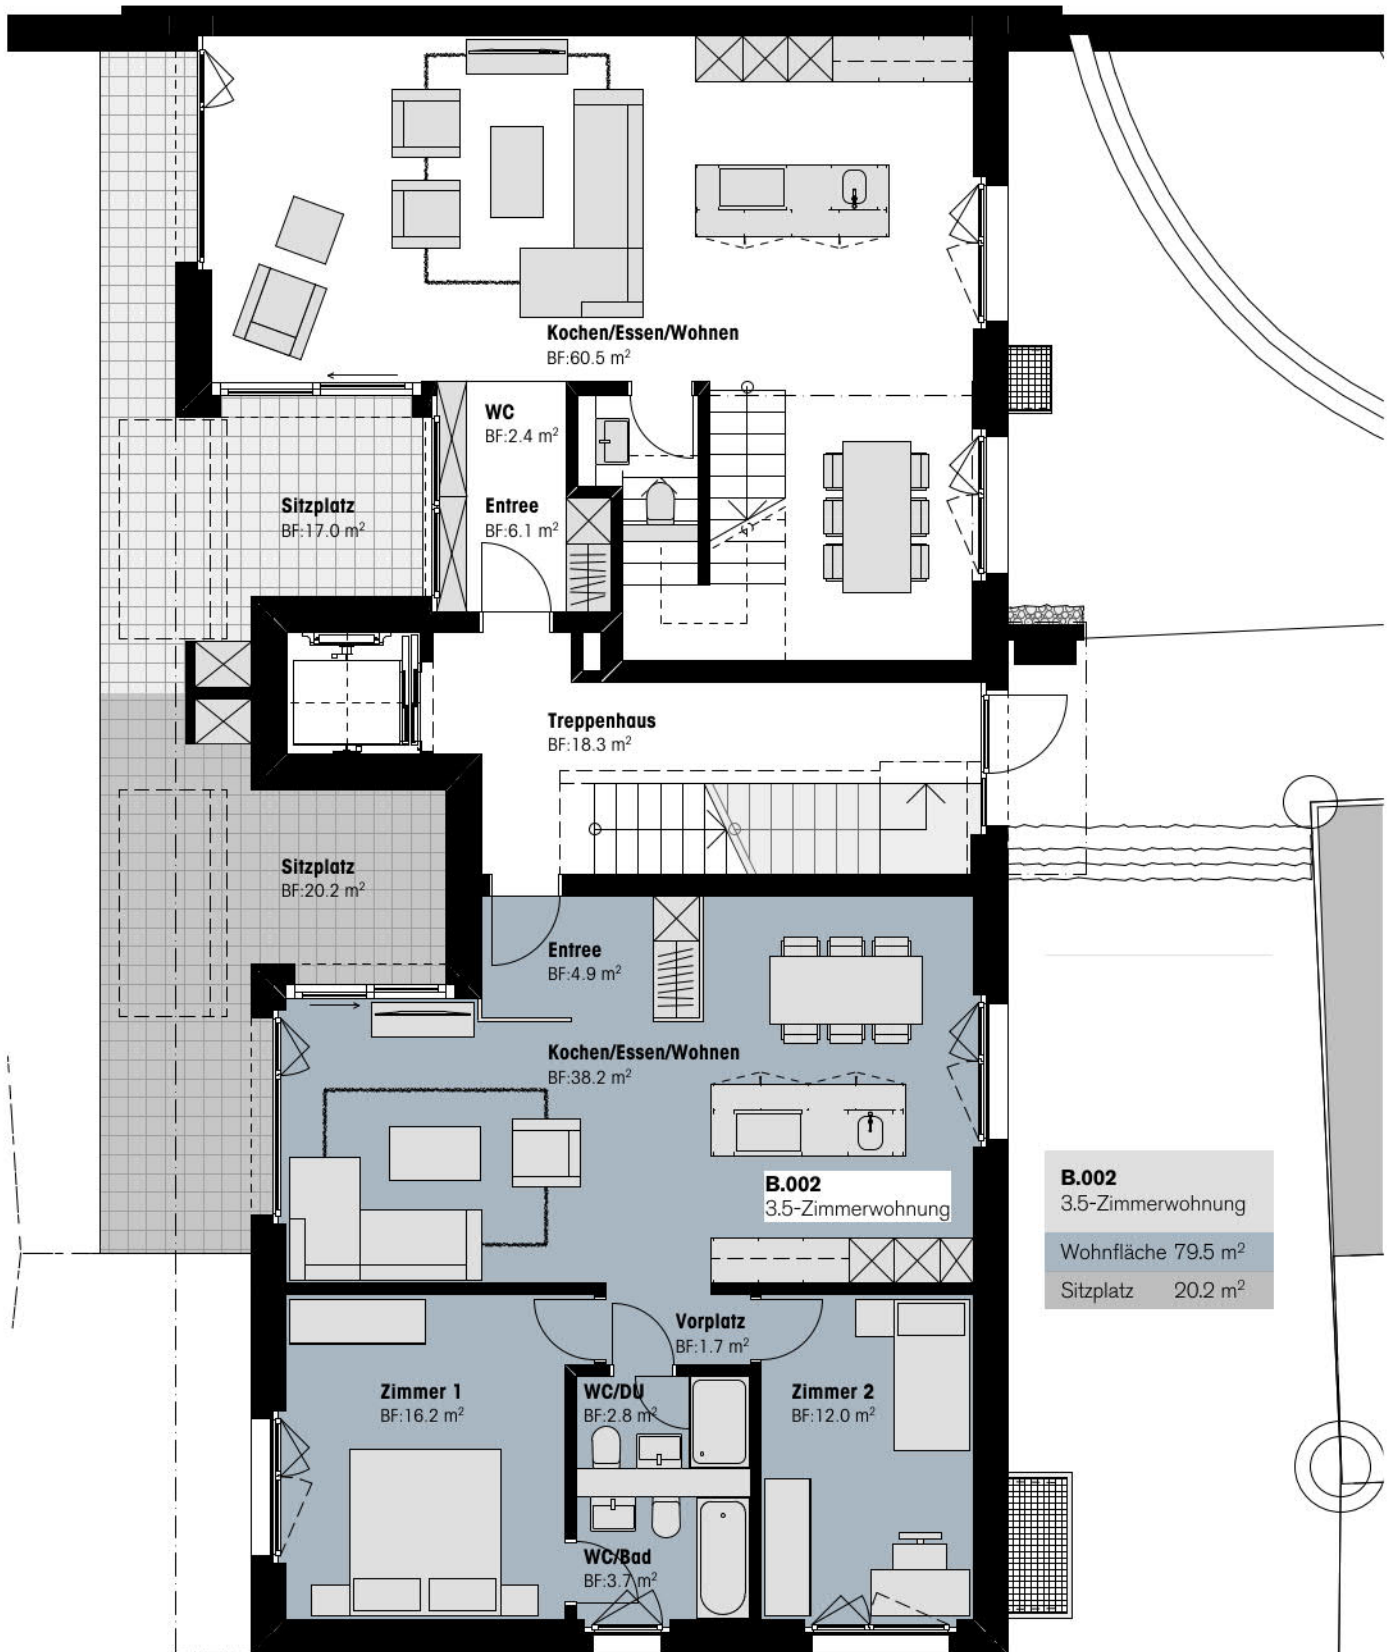 Kochen/Essen/Wohnen
BF:60.5 m²
WC
BF:2.4 m²
Sitzplatz
BF:17.0 m²
Entree
BF:6.1 m²
Treppenhaus
BF:18.3 m²
Sitzplatz
BF:20.2 m²
Entree
BF:4.9 m²
Kochen/Essen/Wohnen
BF:38.2 m²
B.002
3.5-Zimmerwohnung
B.002
3.5-Zimmerwohnung
Wohnfläche 79.5 m²
Sitzplatz 20.2 m²
Vorplatz
BF:1.7 m²
Zimmer 1
BF:16.2 m²
WC/DU
BF:2.8 m²
Zimmer 2
BF:12.0 m²
WC/Bad
BF:3.7 m²